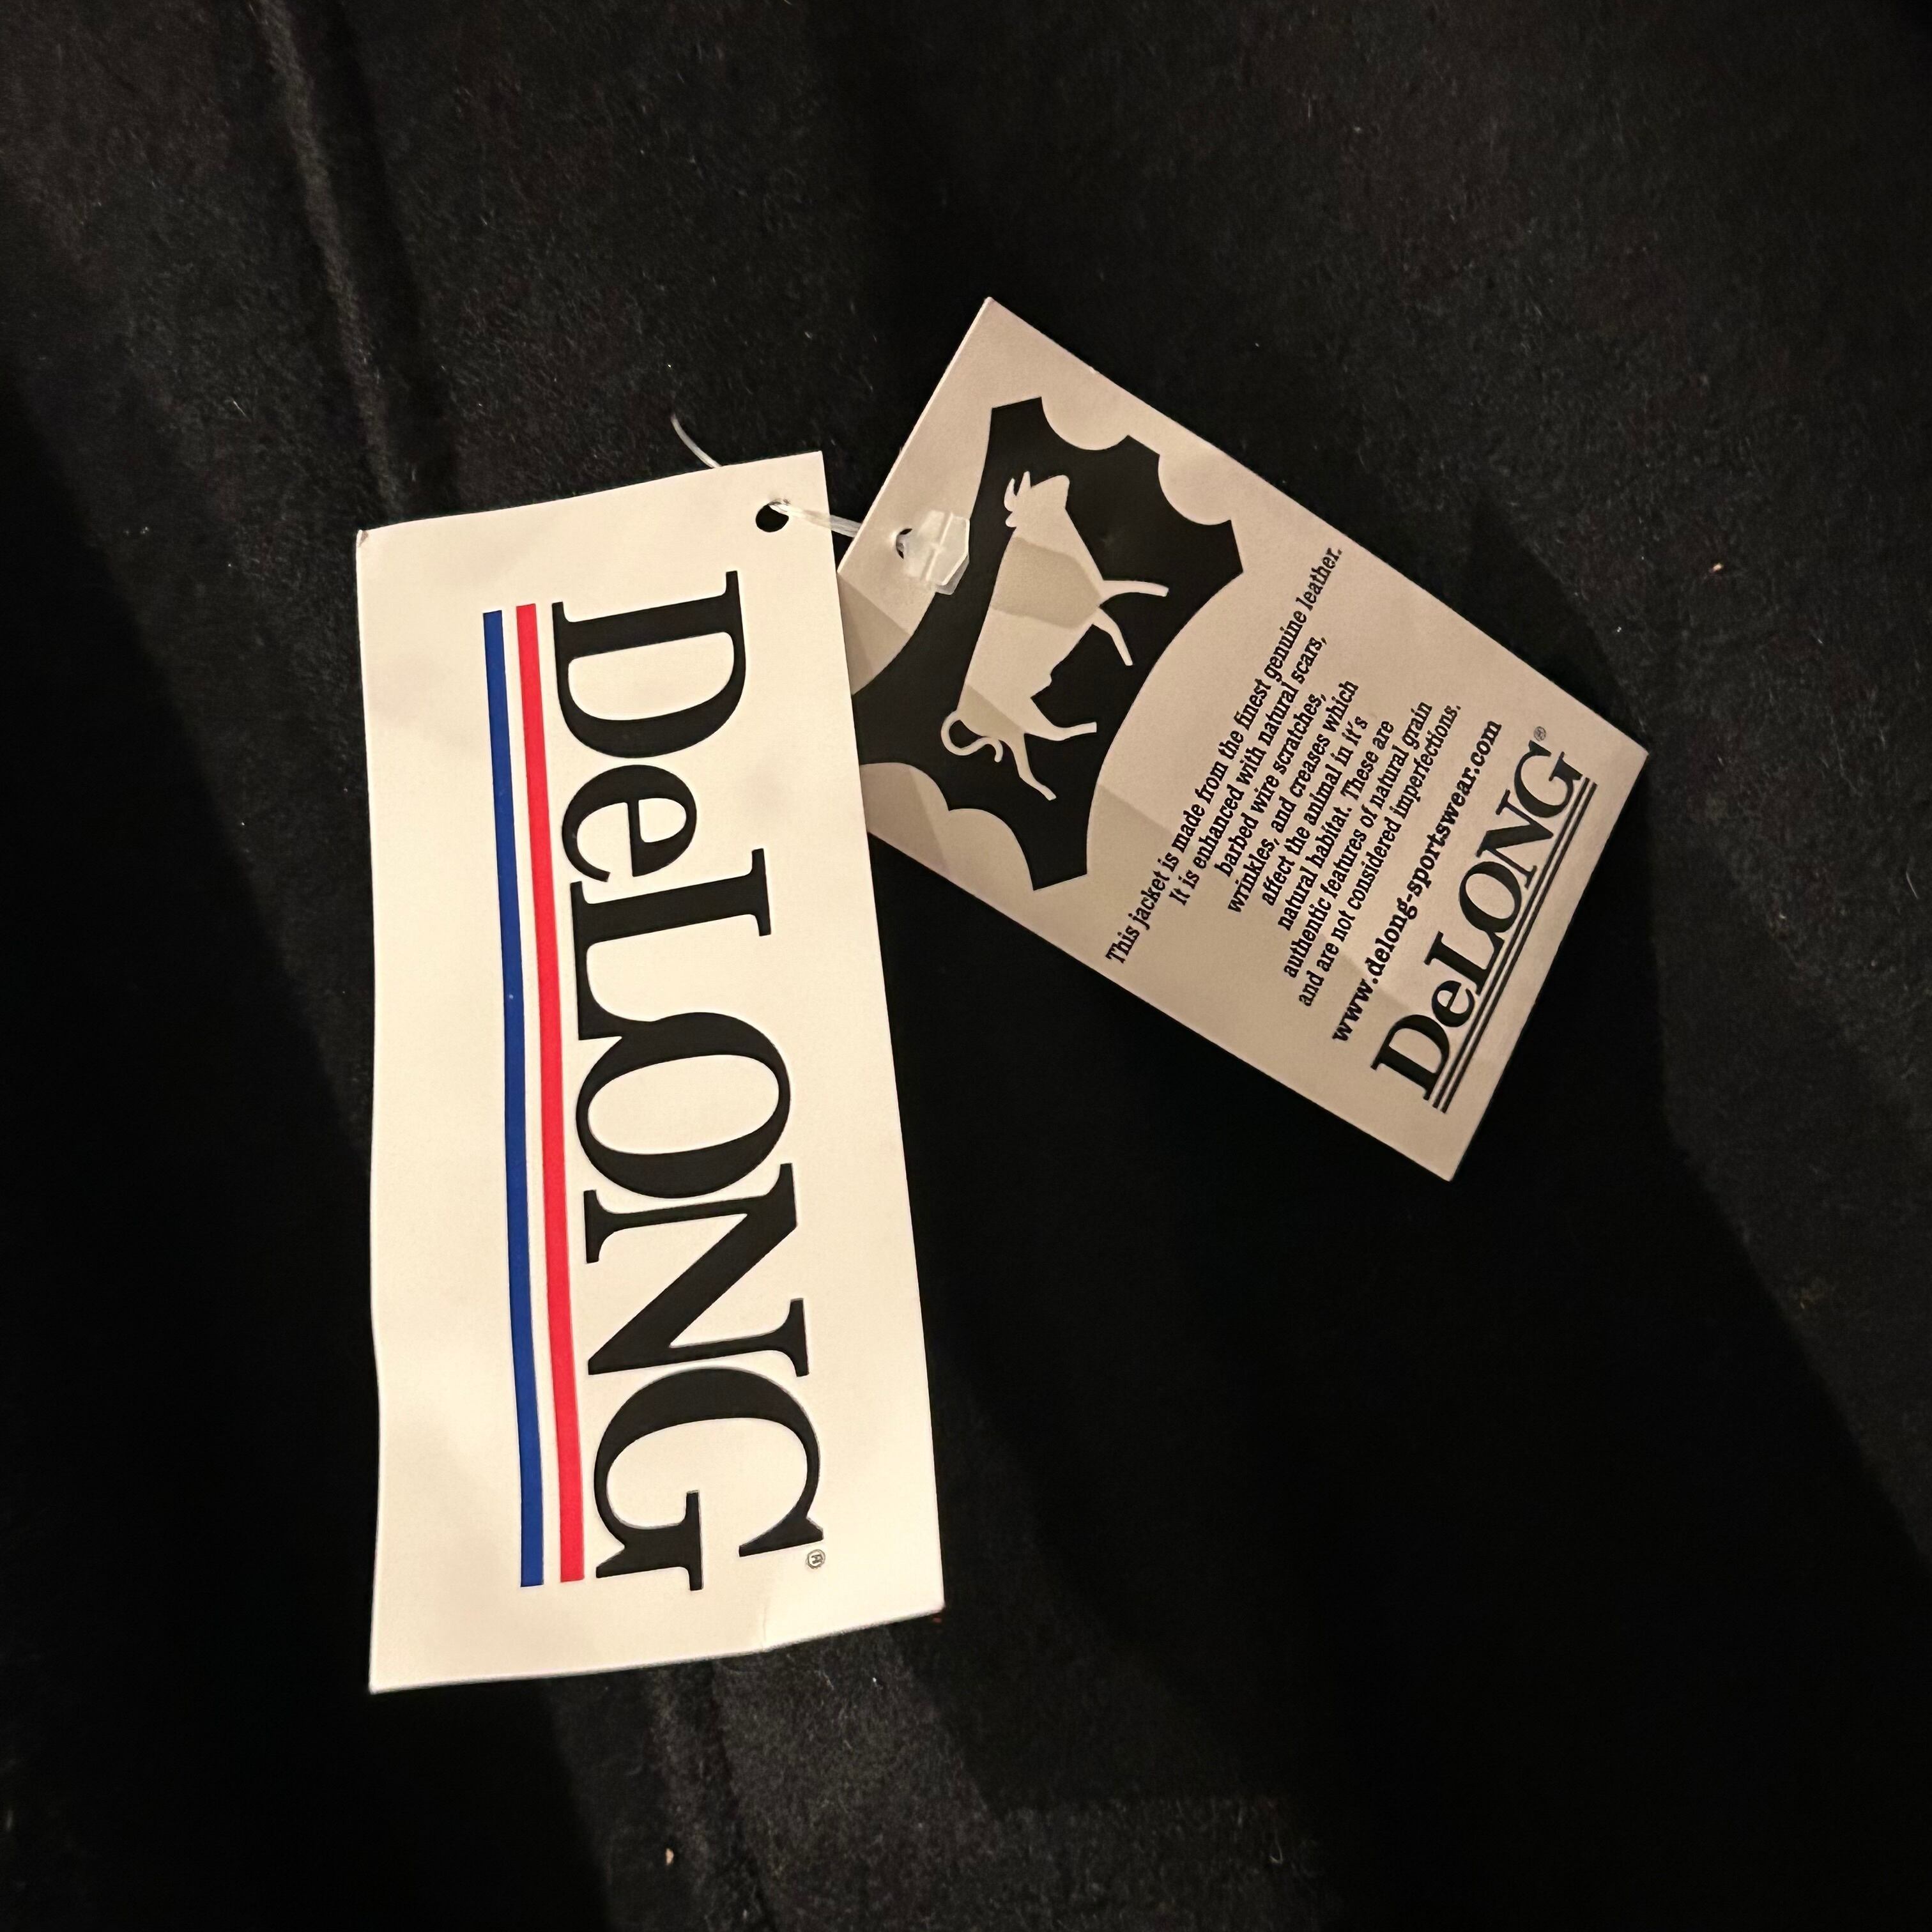 DeLONG®
This jacket is made from the finest genuine leather.
It is enhanced with natural scars,
barbed wire scratches,
wrinkles, and creases which
affect the animal in it's
natural habitat. These are
authentic features of natural grain
and are not considered imperfections.
www.delong-sportswear.com
DeLONG®